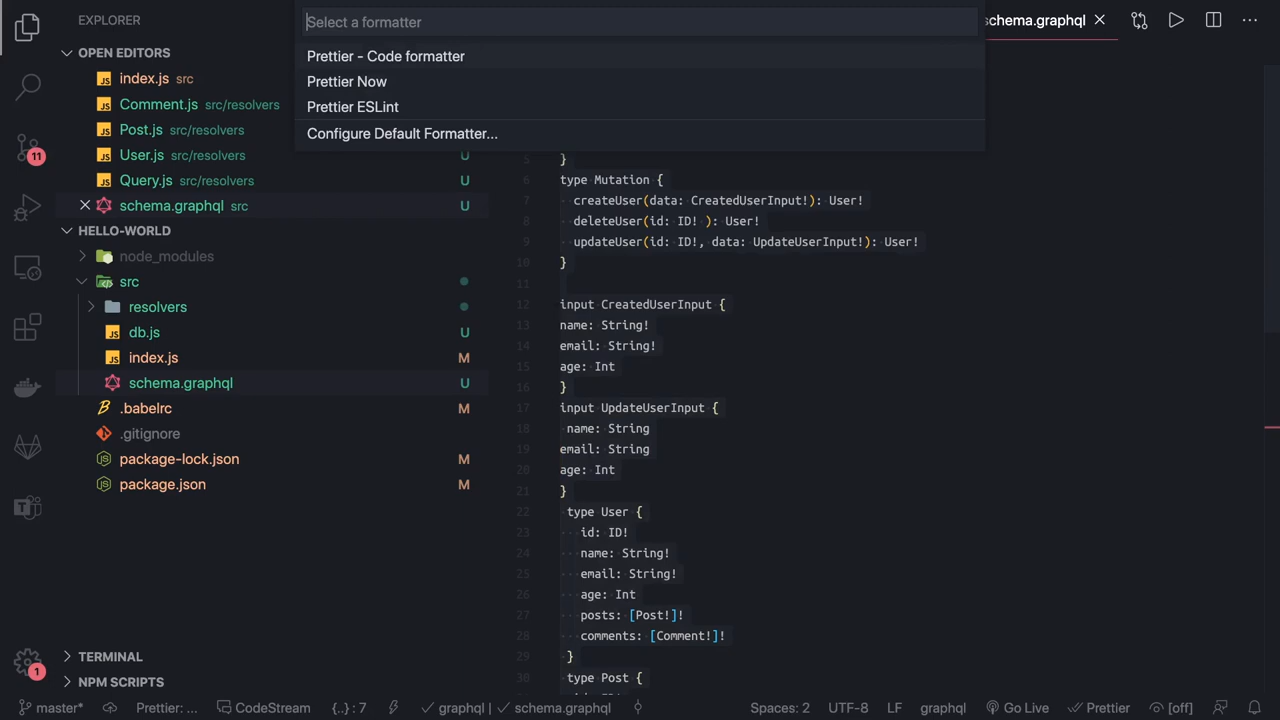 EXPLORER
OPEN EDITORS
index.js src
Comment.js src/resolvers
Post.js src/resolvers
User.js src/resolvers
U
Query.js src/resolvers
U
schema.graphql src
U
HELLO-WORLD
node_modules
src
resolvers
db.js
U
index.js
M
schema.graphql
U
.babelrc
M
.gitignore
package-lock.json
M
package.json
M
TERMINAL
NPM SCRIPTS
11
1
Select a formatter
Prettier - Code formatter
Prettier Now
Prettier ESLint
Configure Default Formatter...
schema.graphql
5 }
6 type Mutation {
7 createUser(data: CreatedUserInput!): User!
8 deleteUser(id: ID! ): User!
9 updateUser(id: ID!, data: UpdateUserInput!): User!
10 }
11
12 input CreatedUserInput {
13 name: String!
14 email: String!
15 age: Int
16 }
17 input UpdateUserInput {
18 name: String
19 email: String
20 age: Int
21 }
22 type User {
23 id: ID!
24 name: String!
25 email: String!
26 age: Int
27 posts: [Post!]!
28 comments: [Comment!]!
29 }
30 type Post {
master* Prettier: ... CodeStream {..} : 7 graphql | schema.graphql Spaces: 2 UTF-8 LF graphql Go Live Prettier [off]